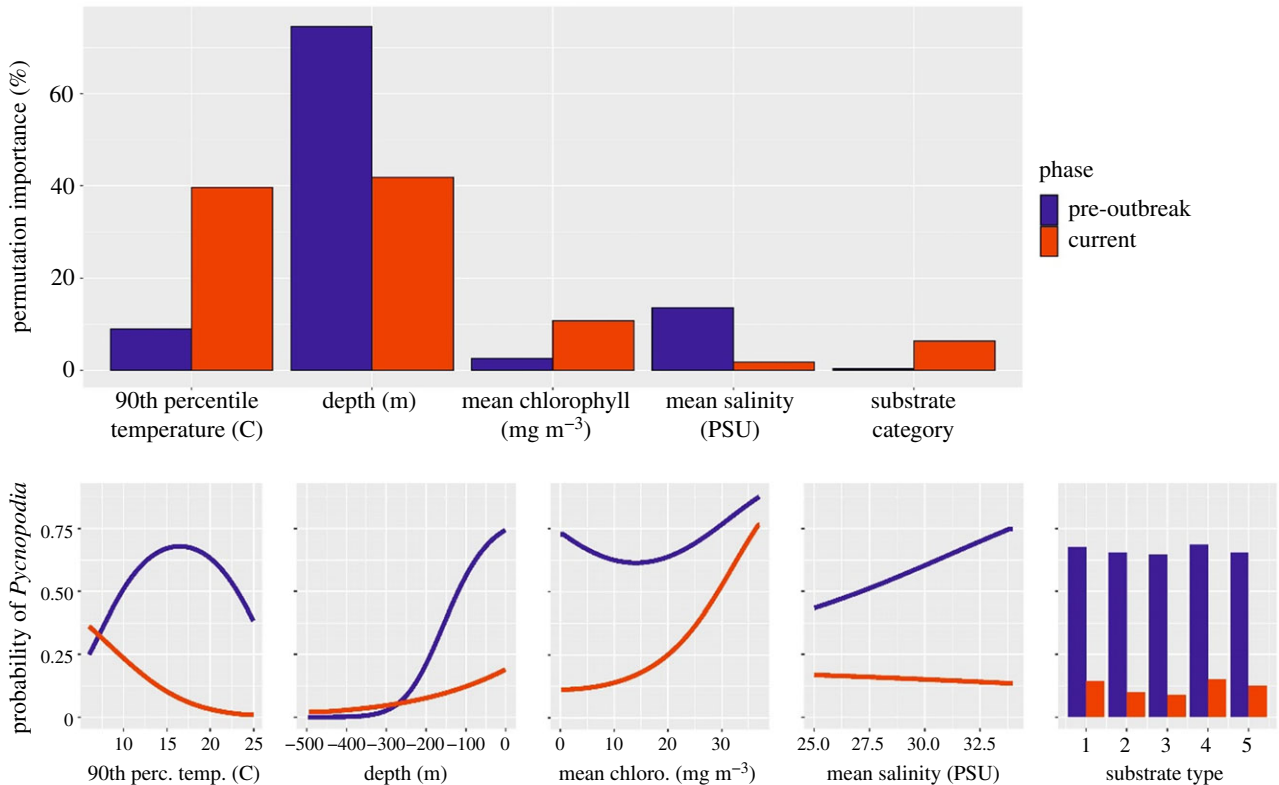 permutation importance (%)
60
40
20
0
90th percentile
temperature (C)
depth (m)
mean chlorophyll
(mg m⁻³)
mean salinity
(PSU)
substrate
category
phase
pre-outbreak
current
probability of Pycnopodia
0.75
0.50
0.25
0
10 15 20 25
90th perc. temp. (C)
−500 −400 −300 −200 −100 0
depth (m)
0 10 20 30
mean chloro. (mg m⁻³)
25.0 27.5 30.0 32.5
mean salinity (PSU)
1 2 3 4 5
substrate type